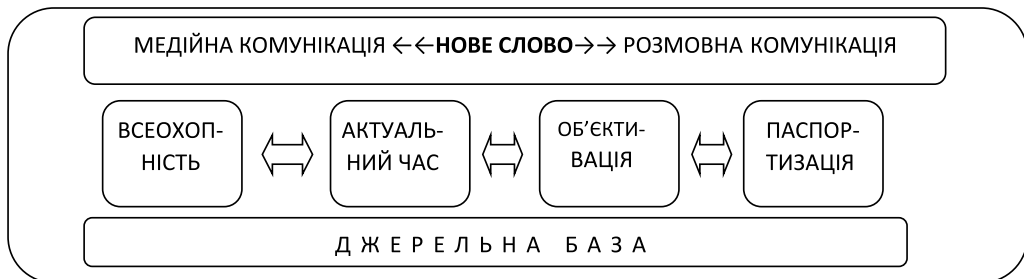 МЕДІЙНА КОМУНІКАЦІЯ ←←НОВЕ СЛОВО→→ РОЗМОВНА КОМУНІКАЦІЯ
ВСЕОХОП-
НІСТЬ
АКТУАЛЬ-
НИЙ ЧАС
ОБ’ЄКТИ-
ВАЦІЯ
ПАСПОР-
ТИЗАЦІЯ
Д Ж Е Р Е Л Ь Н А Б А З А